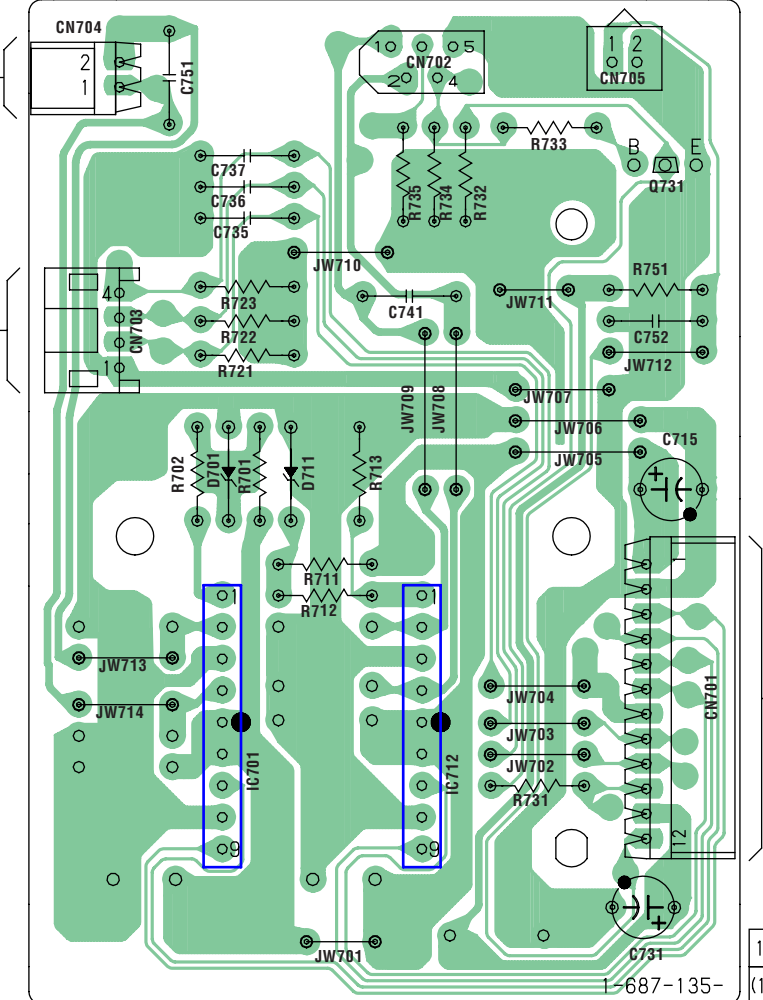 CN704
2
1
C751
1
5
CN702
2
4
1 2
CN705
R733
B
E
Q731
C737
C736
C735
R735
R734
R732
JW710
R751
4
R723
CN703
C741
JW711
R722
C752
1
R721
JW712
JW709
JW708
JW707
JW706
C715
JW705
R702
D701
R701
D711
R713
R711
1
R712
1
JW713
JW714
JW704
CN701
JW703
JW702
IC701
IC712
R731
12
9
9
JW701
C731
1
1-687-135-
(1